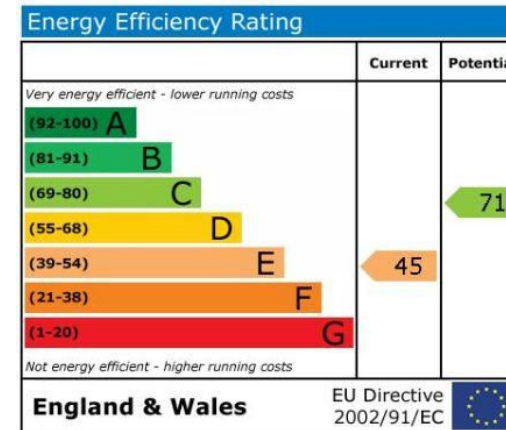 Energy Efficiency Rating
Current Potentia
Very energy efficient - lower running costs
(92-100) A
(81-91) B
(69-80) C
71
(55-68) D
(39-54) E
45
(21-38) F
(1-20) G
Not energy efficient - higher running costs
England & Wales
EU Directive
2002/91/EC